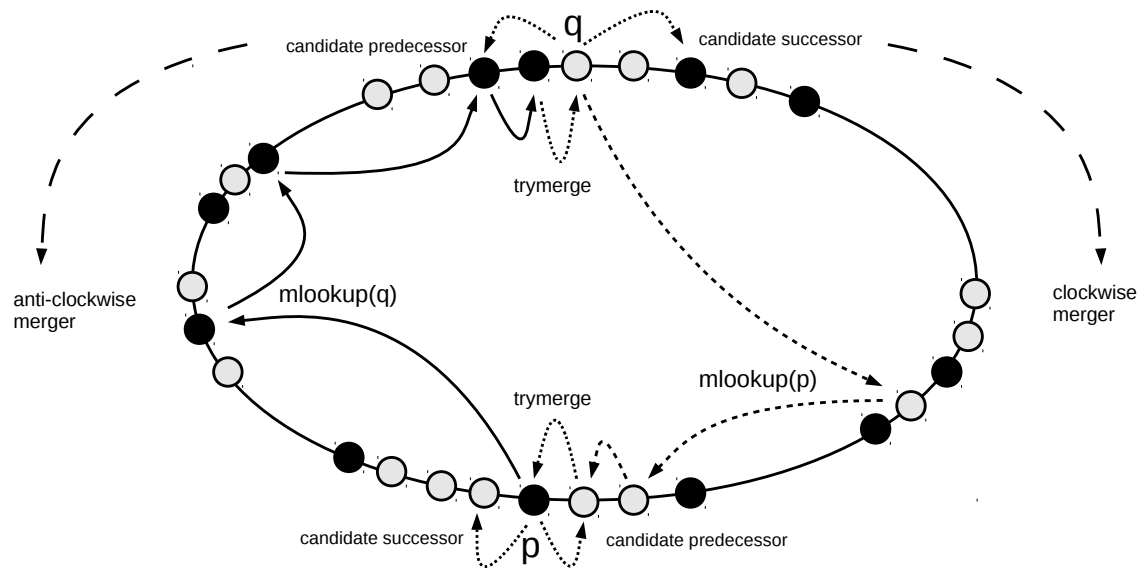 q
candidate predecessor
candidate successor
trymerge
anti-clockwise
merger
mlookup(q)
clockwise
merger
mlookup(p)
trymerge
candidate successor
p
candidate predecessor